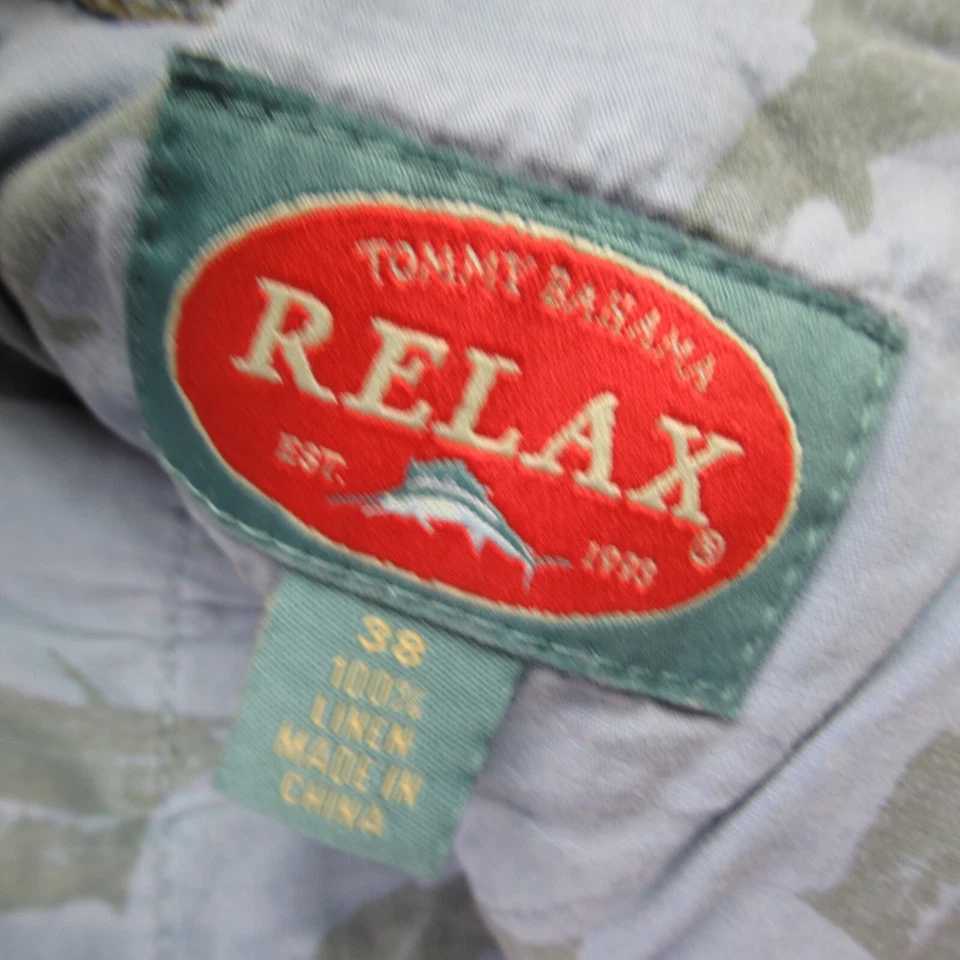 TOMMY BAHAMA
RELAX®
EST. 1993
38
100%
LINEN
MADE IN
CHINA